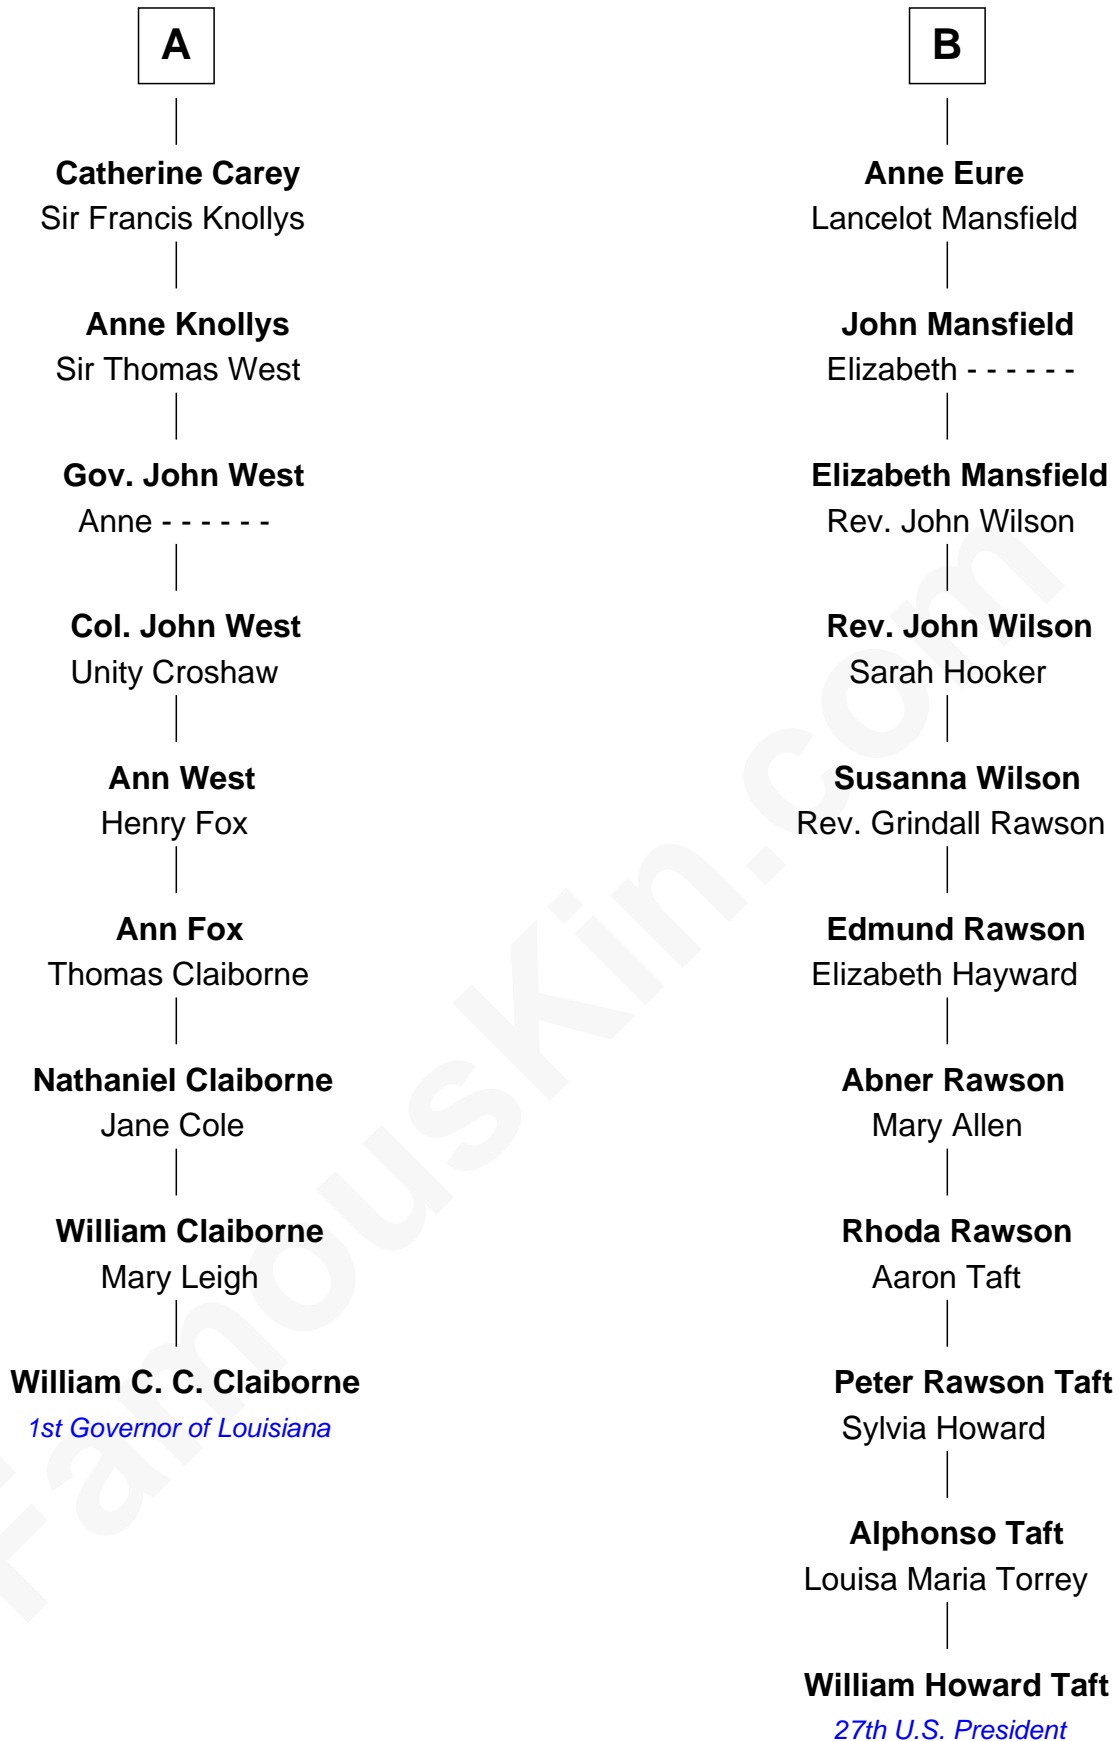 A
Catherine Carey
Sir Francis Knollys
Anne Knollys
Sir Thomas West
Gov. John West
Anne - - - - - -
Col. John West
Unity Croshaw
Ann West
Henry Fox
Ann Fox
Thomas Claiborne
Nathaniel Claiborne
Jane Cole
William Claiborne
Mary Leigh
William C. C. Claiborne
1st Governor of Louisiana
B
Anne Eure
Lancelot Mansfield
John Mansfield
Elizabeth - - - - - -
Elizabeth Mansfield
Rev. John Wilson
Rev. John Wilson
Sarah Hooker
Susanna Wilson
Rev. Grindall Rawson
Edmund Rawson
Elizabeth Hayward
Abner Rawson
Mary Allen
Rhoda Rawson
Aaron Taft
Peter Rawson Taft
Sylvia Howard
Alphonso Taft
Louisa Maria Torrey
William Howard Taft
27th U.S. President
FamousKin.com